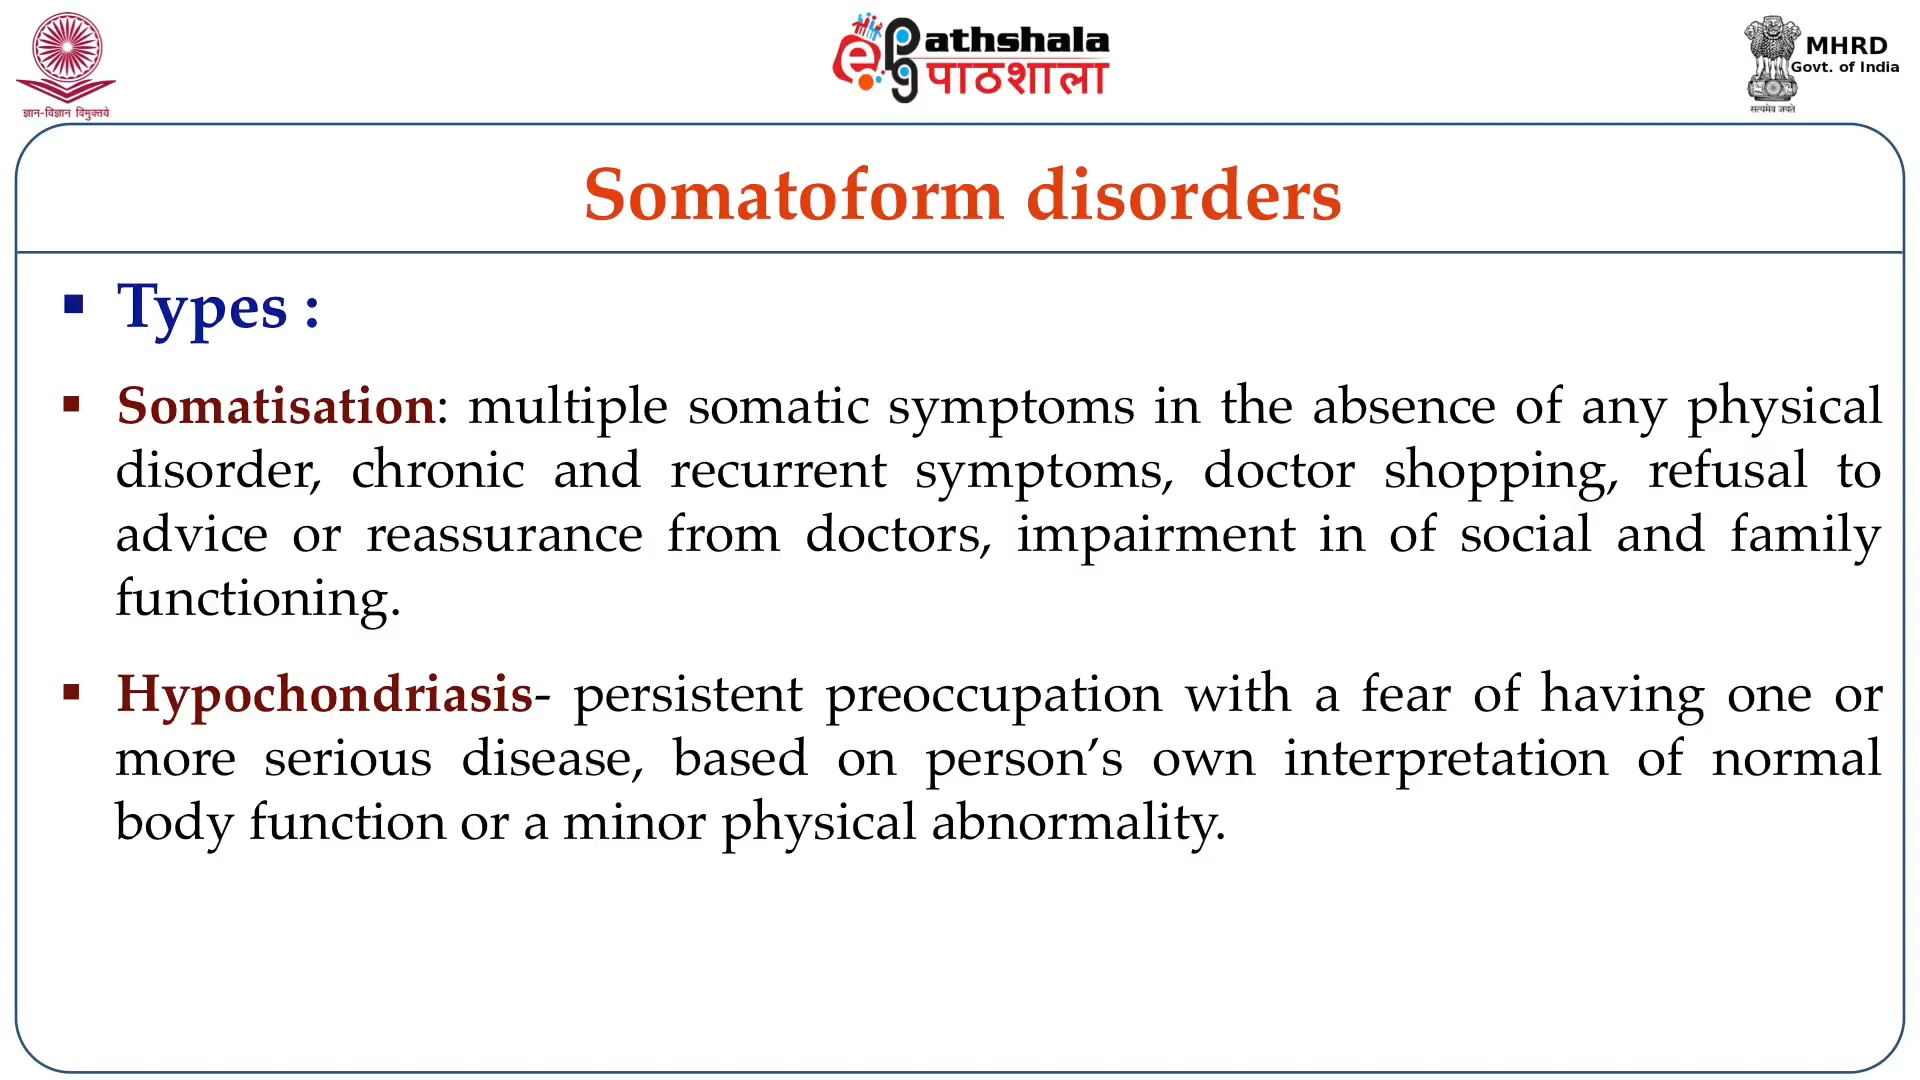 ज्ञान-विज्ञान विमुक्तये
ePG Pathshala
पाठशाला
MHRD
Govt. of India
सत्यमेव जयते
Somatoform disorders
▪ Types :
▪ Somatisation: multiple somatic symptoms in the absence of any physical
disorder, chronic and recurrent symptoms, doctor shopping, refusal to
advice or reassurance from doctors, impairment in of social and family
functioning.
▪ Hypochondriasis- persistent preoccupation with a fear of having one or
more serious disease, based on person’s own interpretation of normal
body function or a minor physical abnormality.